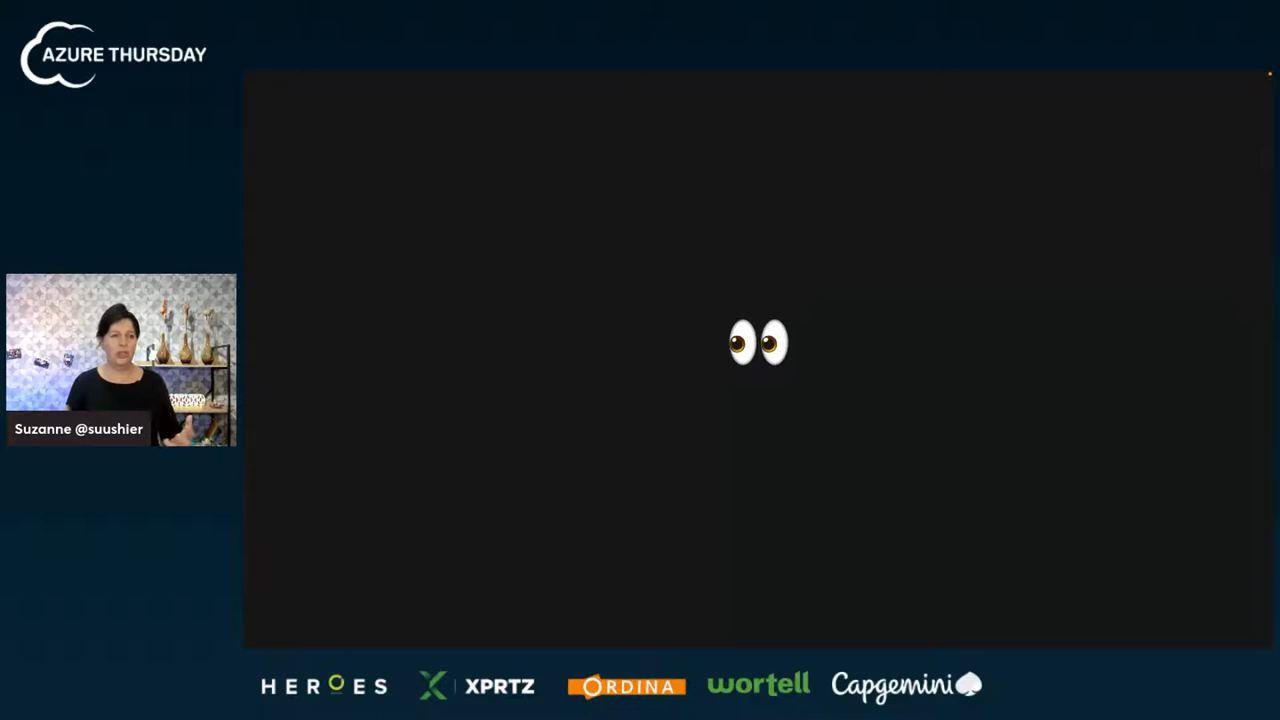 AZURE THURSDAY
Suzanne @suushier
HEROES
XPRTZ
ORDINA
wortell
Capgemini